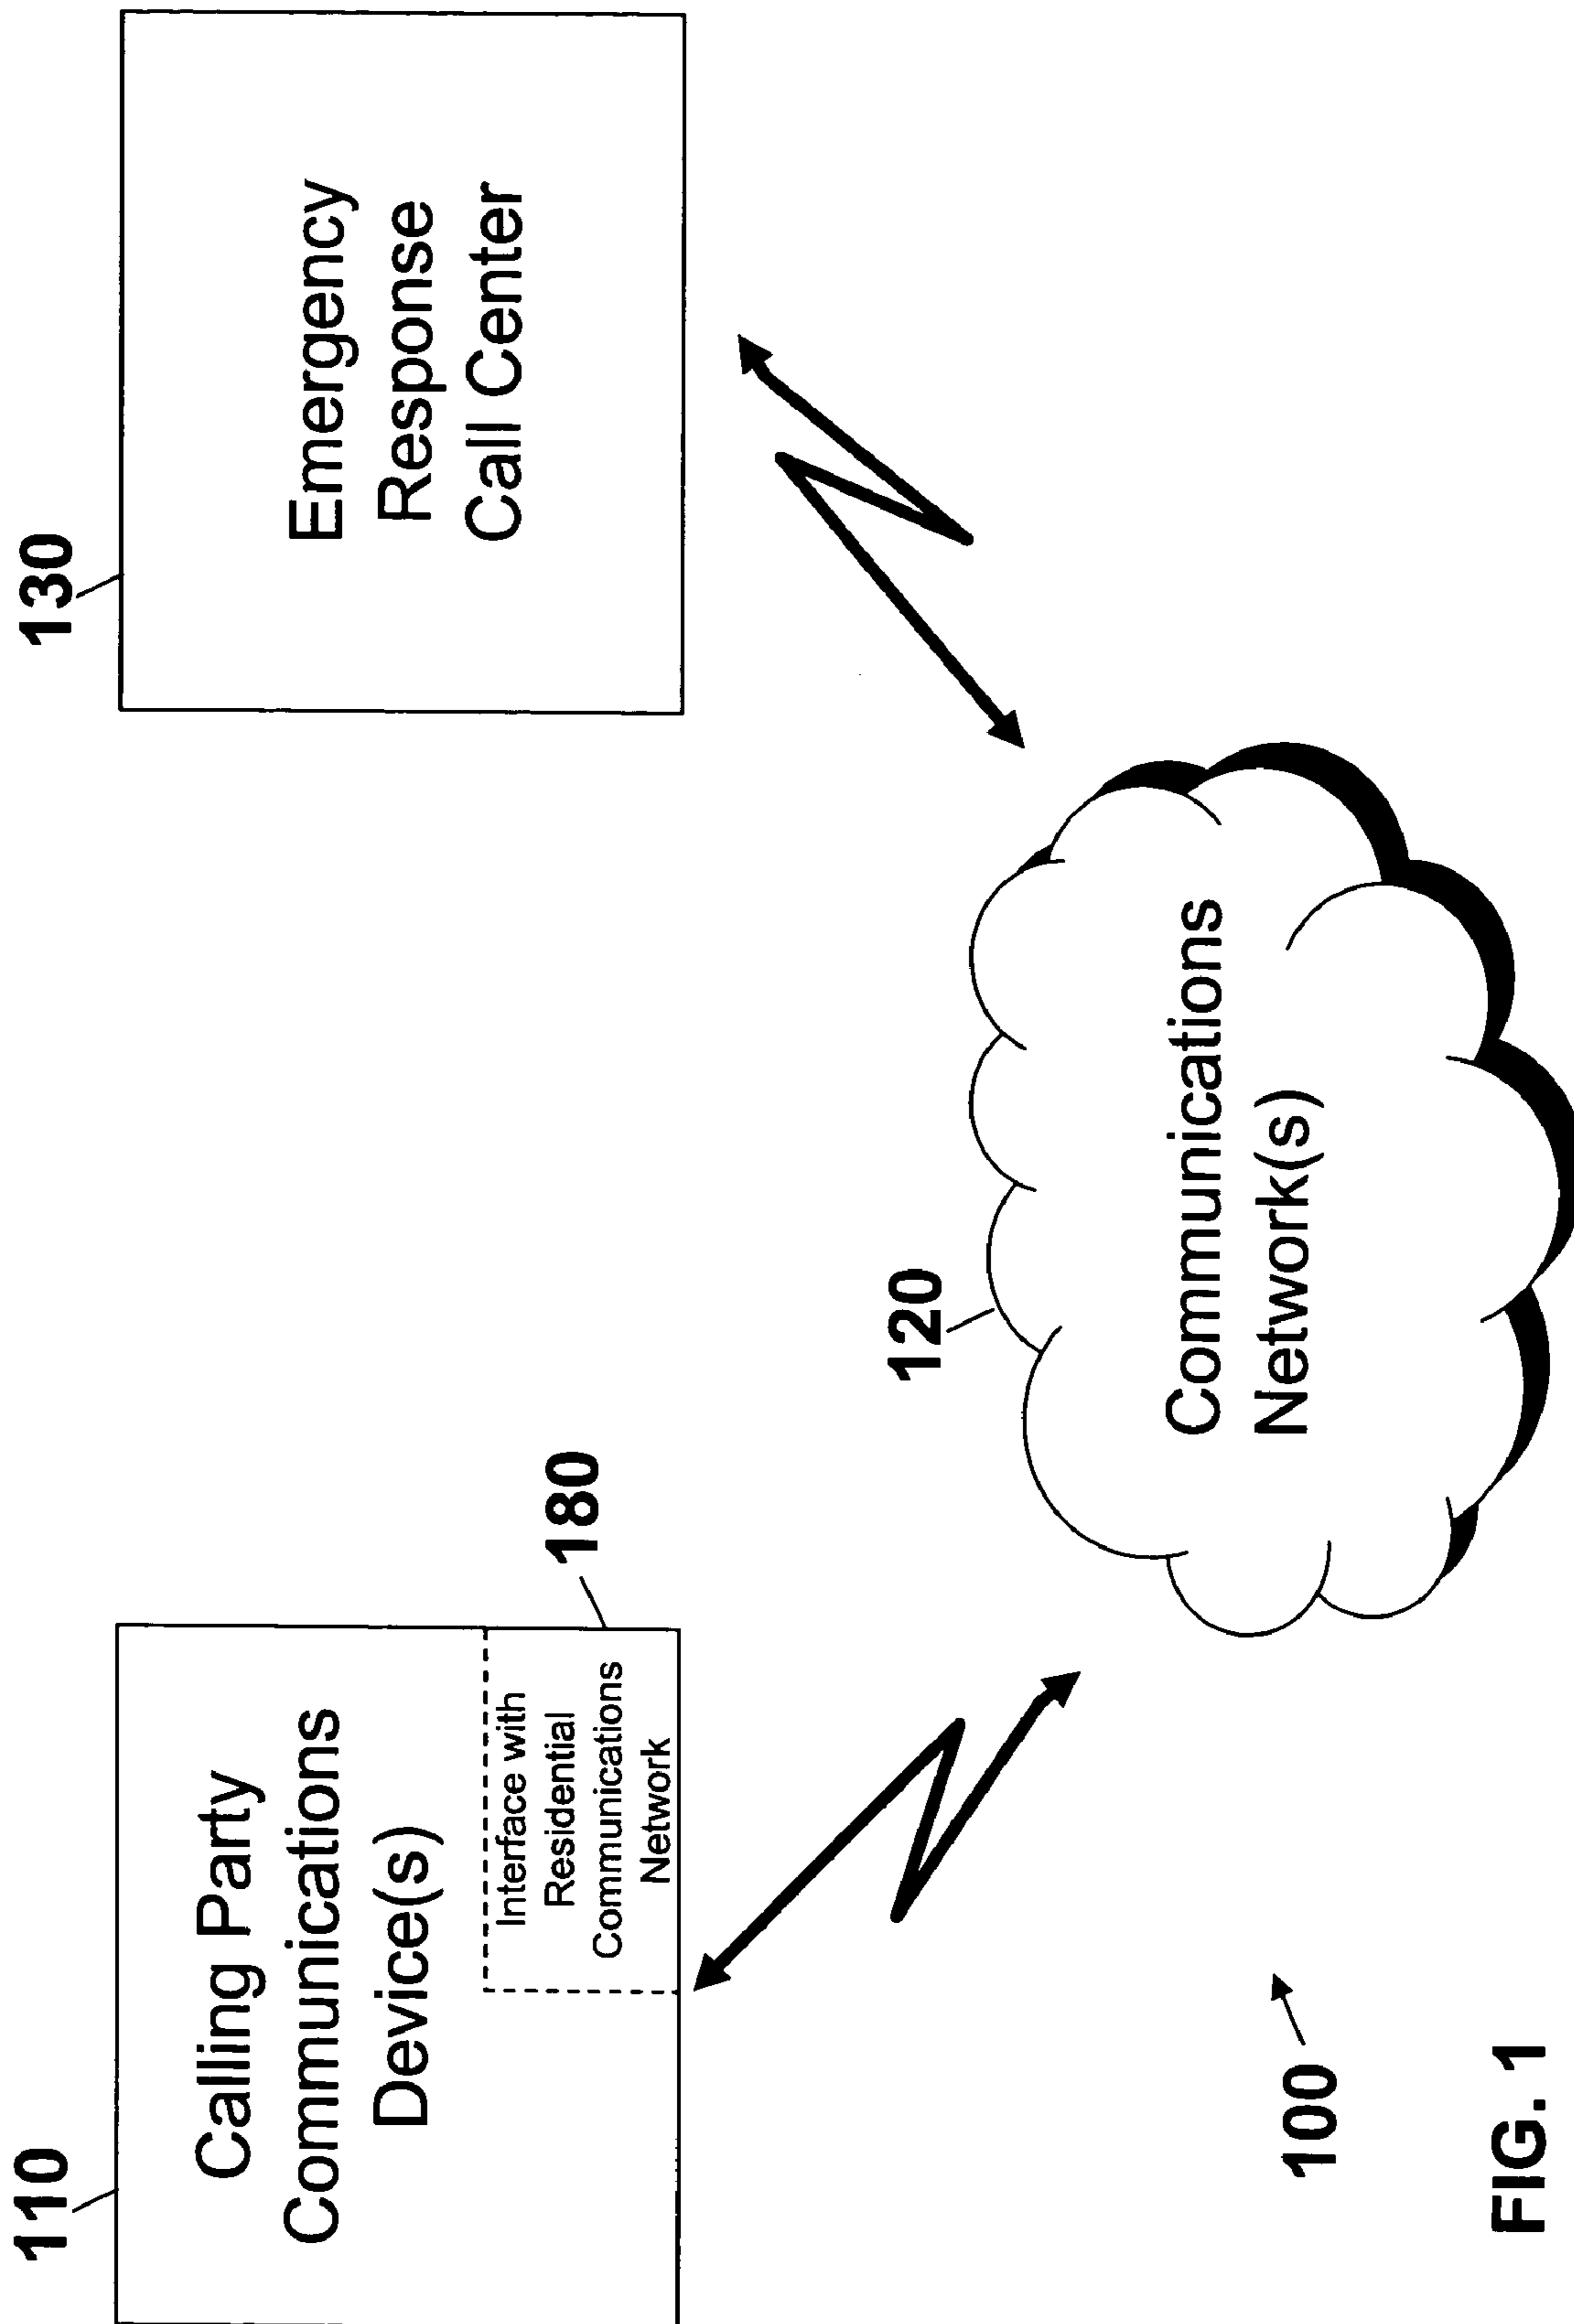 110
Calling Party
Communications
Device(s)
Interface with
Residential
Communications
Network
180
130
Emergency
Response
Call Center
120
Communications
Network(s)
100
FIG. 1